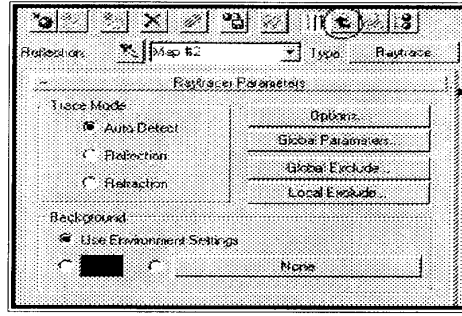 Reflection: Map #2 Type: Raytrace
Raytracer Parameters
Trace Mode
Auto Detect
Reflection
Refraction
Options...
Global Parameters...
Global Exclude...
Local Exclude...
Background
Use Environment Settings
None